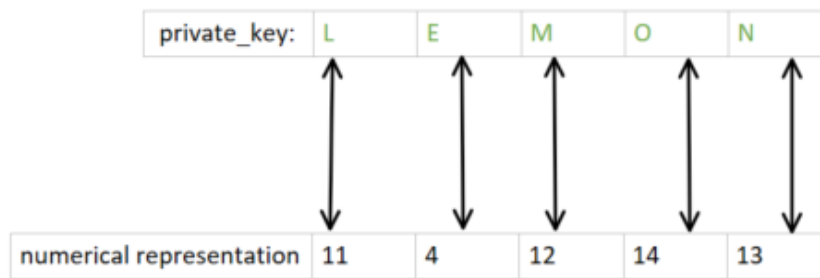 private_key: L E M O N
numerical representation 11 4 12 14 13